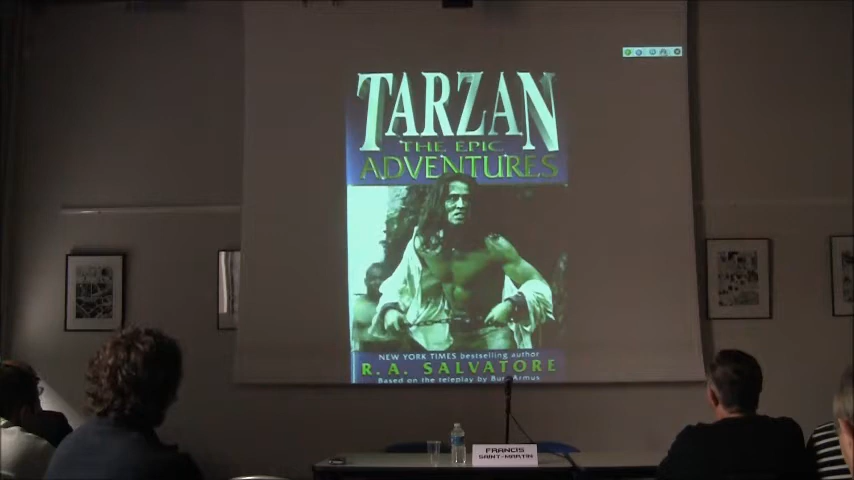 TARZAN
THE EPIC
ADVENTURES
NEW YORK TIMES bestselling author
R. A. SALVATORE
Based on the teleplay by Burt Armus
FRANCIS
SAINT-MARTIN